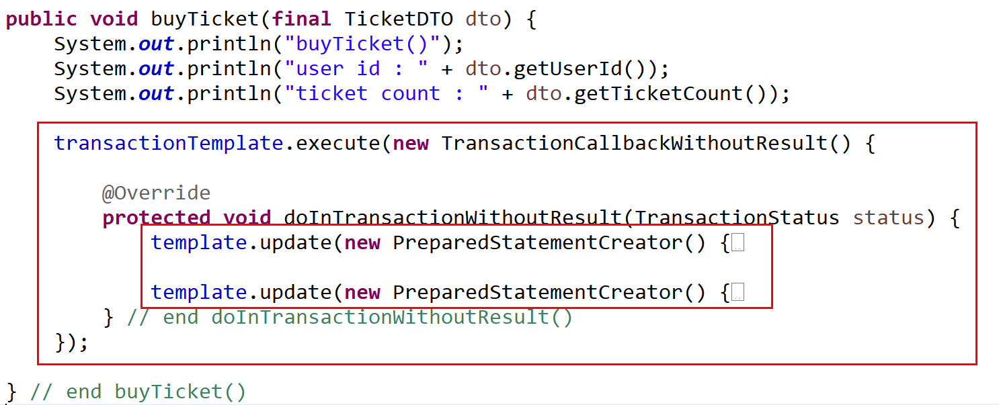 public void buyTicket(final TicketDTO dto) {
System.out.println("buyTicket()");
System.out.println("user id : " + dto.getUserId());
System.out.println("ticket count : " + dto.getTicketCount());
transactionTemplate.execute(new TransactionCallbackWithoutResult() {
@Override
protected void doInTransactionWithoutResult(TransactionStatus status) {
template.update(new PreparedStatementCreator() {
template.update(new PreparedStatementCreator() {
} // end doInTransactionWithoutResult()
});
} // end buyTicket()